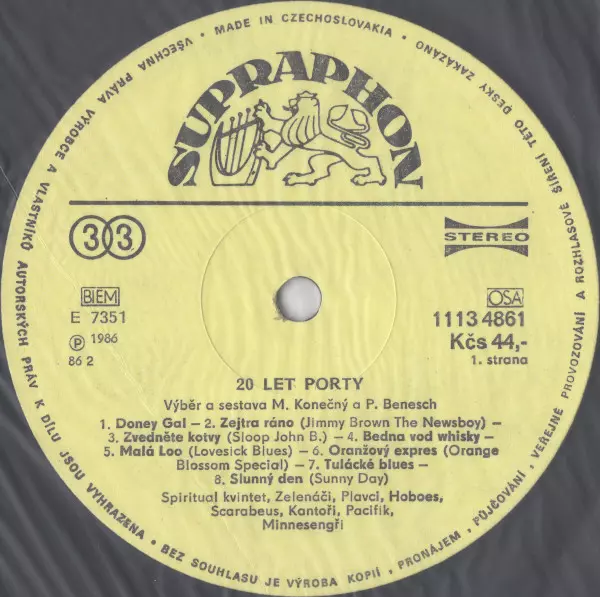 MADE IN CZECHOSLOVAKIA • VŠECHNA PRÁVA VÝROBCE A VLASTNIKŮ AUTORSKÝCH PRÁV K DÍLU JSOU VYHRAZENA • BEZ SOUHLASU JE VÝROBA KOPIÍ, PRONÁJEM, PŮJČOVÁNÍ, VEŘEJNÉ PROVOZOVÁNÍ A ROZHLASOVÉ ŠÍŘENÍ TÉTO DESKY ZAKÁZÁNO •
SUPRAPHON
33
STEREO
BIEM
E 7351
Ⓟ 1986
86 2
OSA
1113 4861
Kčs 44,-
1. strana
20 LET PORTY
Výběr a sestava M. Konečný a P. Benesch
1. Doney Gal – 2. Zejtra ráno (Jimmy Brown The Newsboy) –
3. Zvedněte kotvy (Sloop John B.) – 4. Bedna vod whisky –
5. Malá Loo (Lovesick Blues) – 6. Oranžový expres (Orange
Blossom Special) – 7. Tulácké blues –
8. Slunný den (Sunny Day)
Spirituál kvintet, Zelenáči, Plavci, Hoboes,
Scarabeus, Kantoři, Pacifik,
Minnesengři